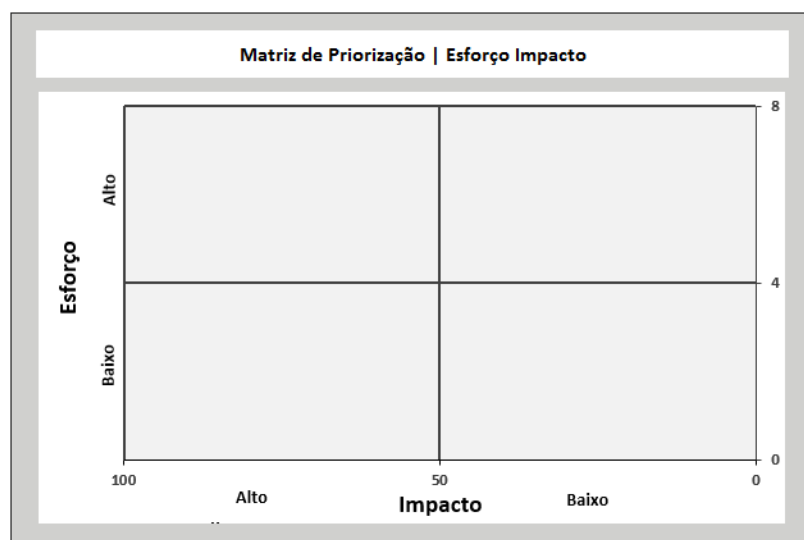 Matriz de Priorização | Esforço Impacto
8
Alto
Esforço
4
Baixo
0
100
50
0
Alto
Impacto
Baixo